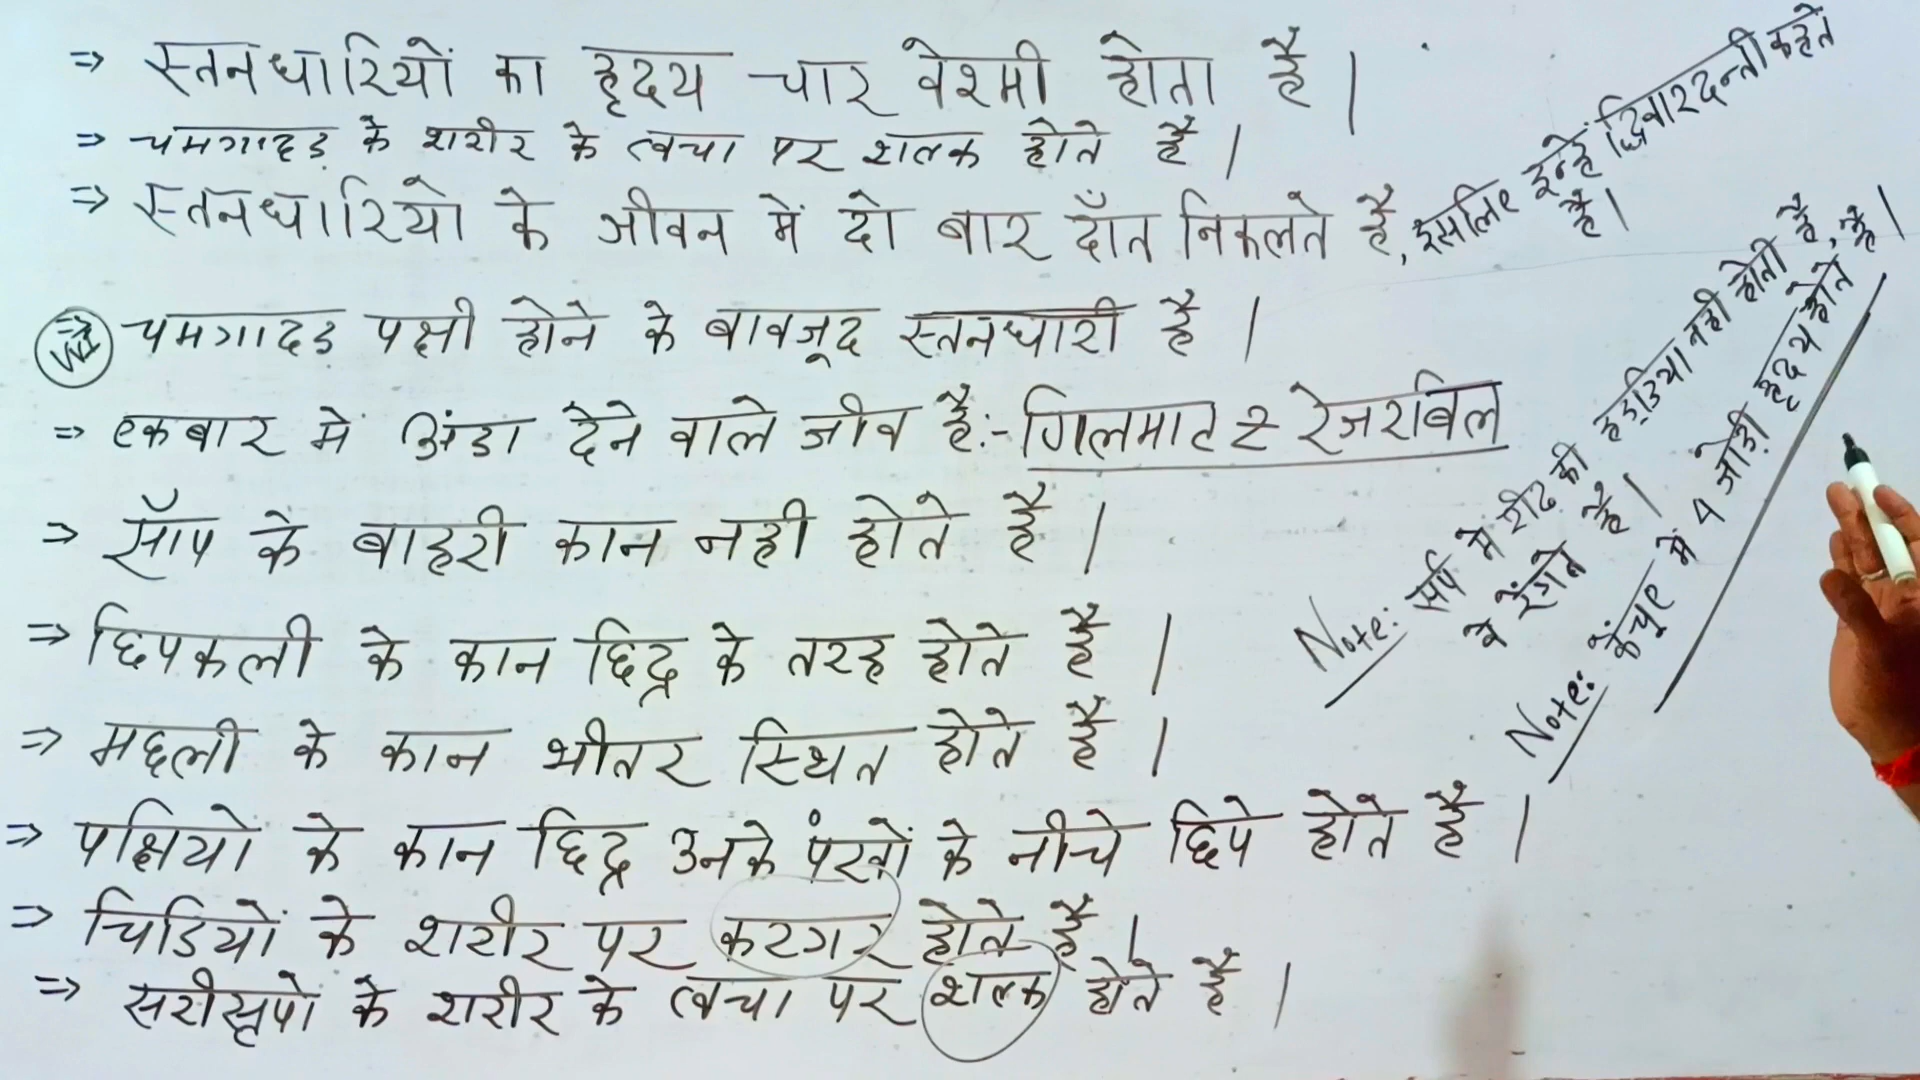 ⇒ स्तनधारियों का हृदय चार वेश्मी होता है |
⇒ चमगादड़ के शरीर के त्वचा पर शल्क होते है |
⇒ स्तनधारियो के जीवन में दो बार दाँत निकलते है, इसलिए इन्हें द्विवारदन्ती कहते है |
VVI ⇒ चमगादड पक्षी होने के बावजूद स्तनधारी है |
⇒ एकबार मे अंडा देने वाले जीव है:- गिलमाट रेजरबिल
⇒ साँप के बाहरी कान नही होते है |
⇒ छिपकली के कान छिद्र के तरह होते है |
⇒ मछली के कान भीतर स्थित होते है |
⇒ पक्षियों के कान छिद्र उनके पंखों के नीचे छिपे होते है |
⇒ चिडियों के शरीर पर करगर होते है |
⇒ सरीसृपो के शरीर के त्वचा पर शल्क होते है |
Note: सर्प मे रीढ की हड्डिया नही होती है,
वे रेंगते है |
Note: केंचुए में 4 जोड़ी हृदय होते है |